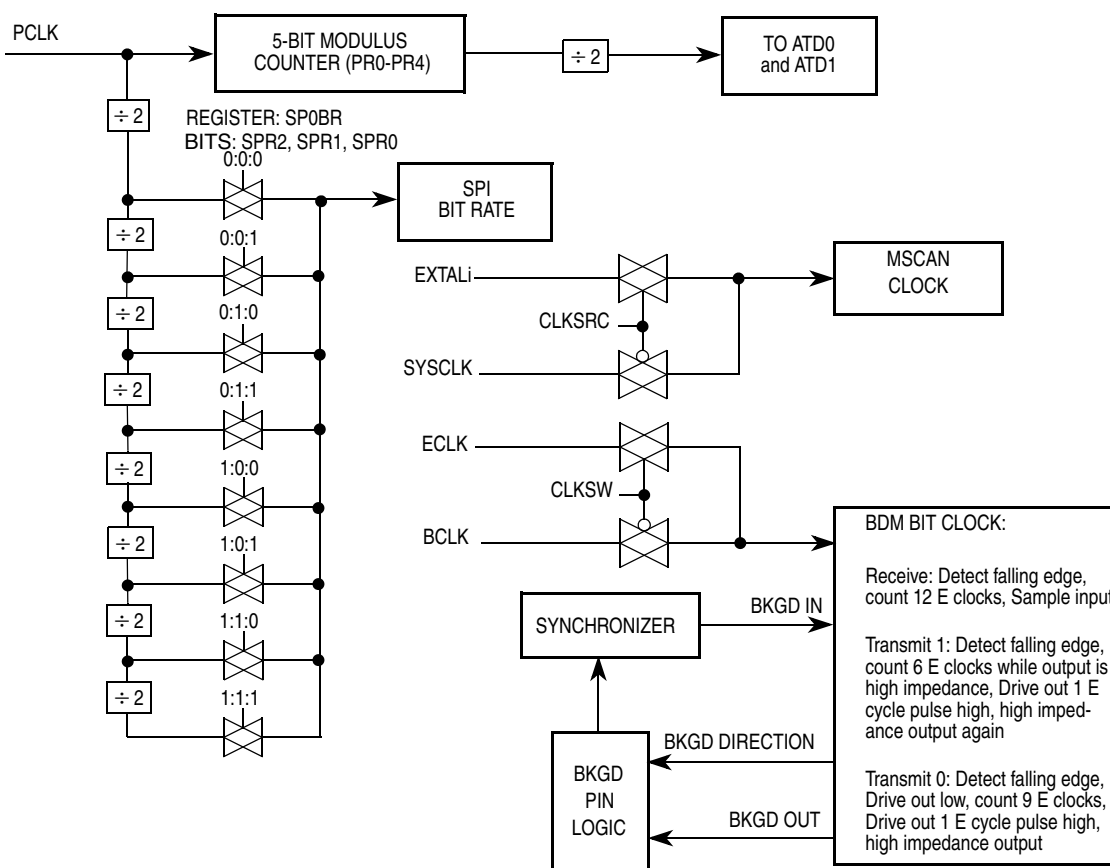 PCLK
5-BIT MODULUS
COUNTER (PR0-PR4)
÷ 2
TO ATD0
and ATD1
÷ 2
REGISTER: SP0BR
BITS: SPR2, SPR1, SPR0
0:0:0
SPI
BIT RATE
÷ 2
0:0:1
÷ 2
0:1:0
÷ 2
0:1:1
÷ 2
1:0:0
÷ 2
1:0:1
÷ 2
1:1:0
÷ 2
1:1:1
EXTALi
CLKSRC
SYSCLK
MSCAN
CLOCK
ECLK
CLKSW
BCLK
BDM BIT CLOCK:
Receive: Detect falling edge,
count 12 E clocks, Sample input
Transmit 1: Detect falling edge,
count 6 E clocks while output is
high impedance, Drive out 1 E
cycle pulse high, high imped-
ance output again
Transmit 0: Detect falling edge,
Drive out low, count 9 E clocks,
Drive out 1 E cycle pulse high,
high impedance output
SYNCHRONIZER
BKGD IN
BKGD DIRECTION
BKGD OUT
BKGD
PIN
LOGIC